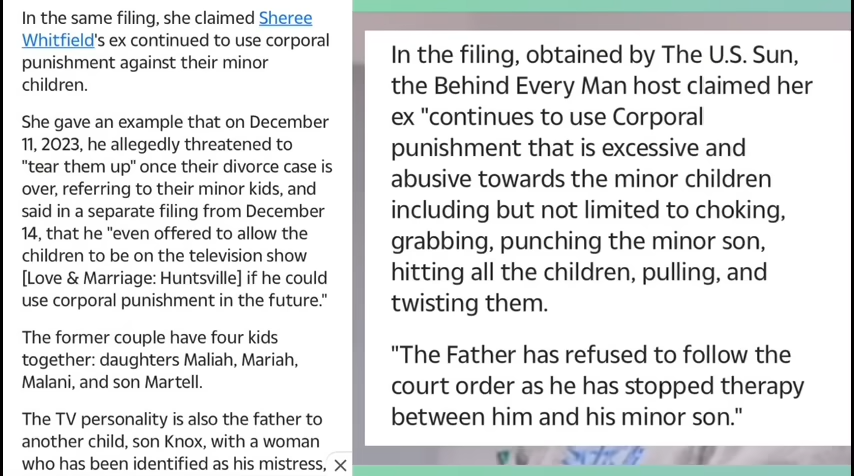 In the same filing, she claimed Sheree
Whitfield's ex continued to use corporal
punishment against their minor
children.
She gave an example that on December
11, 2023, he allegedly threatened to
"tear them up" once their divorce case is
over, referring to their minor kids, and
said in a separate filing from December
14, that he "even offered to allow the
children to be on the television show
[Love & Marriage: Huntsville] if he could
use corporal punishment in the future."
The former couple have four kids
together: daughters Maliah, Mariah,
Malani, and son Martell.
The TV personality is also the father to
another child, son Knox, with a woman
who has been identified as his mistress,
In the filing, obtained by The U.S. Sun,
the Behind Every Man host claimed her
ex "continues to use Corporal
punishment that is excessive and
abusive towards the minor children
including but not limited to choking,
grabbing, punching the minor son,
hitting all the children, pulling, and
twisting them.
"The Father has refused to follow the
court order as he has stopped therapy
between him and his minor son."